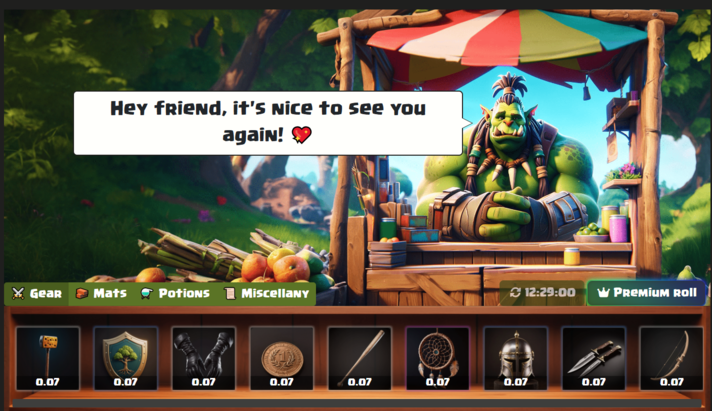 Hey friend, it's nice to see you
again! ❤️
Gear Mats Potions Miscellany
12:29:00 Premium roll
0.07 0.07 0.07 0.07 0.07 0.07 0.07 0.07 0.07